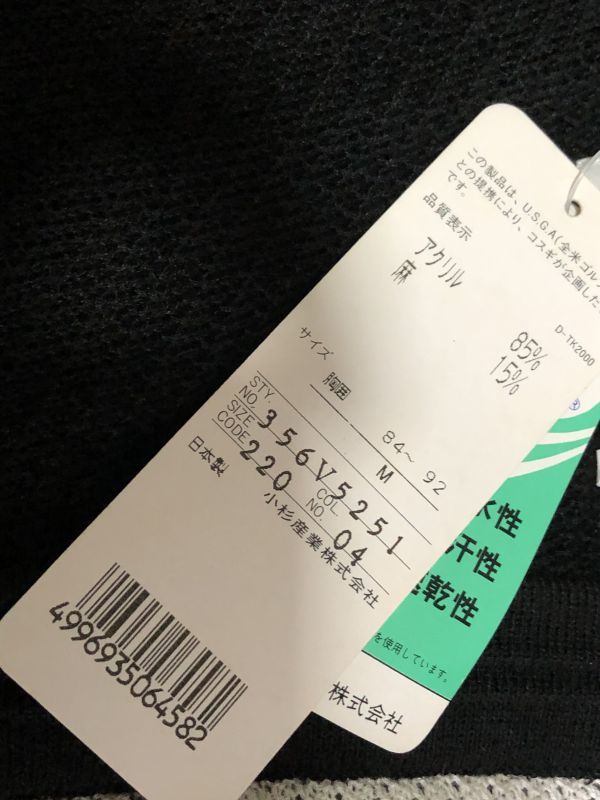 この製品は、U.S.G.A(全米ゴルフ
との提携により、コスギが企画した
です。
品質表示
アクリル 85%
麻 15%
D-TK2000
サイズ
胸囲 84～92
M
STY. NO. 356V5251
SIZE CODE 220 COL NO. 04
日本製 小杉産業株式会社
4996935064582
水性
汗性
乾性
を使用しています。
株式会社